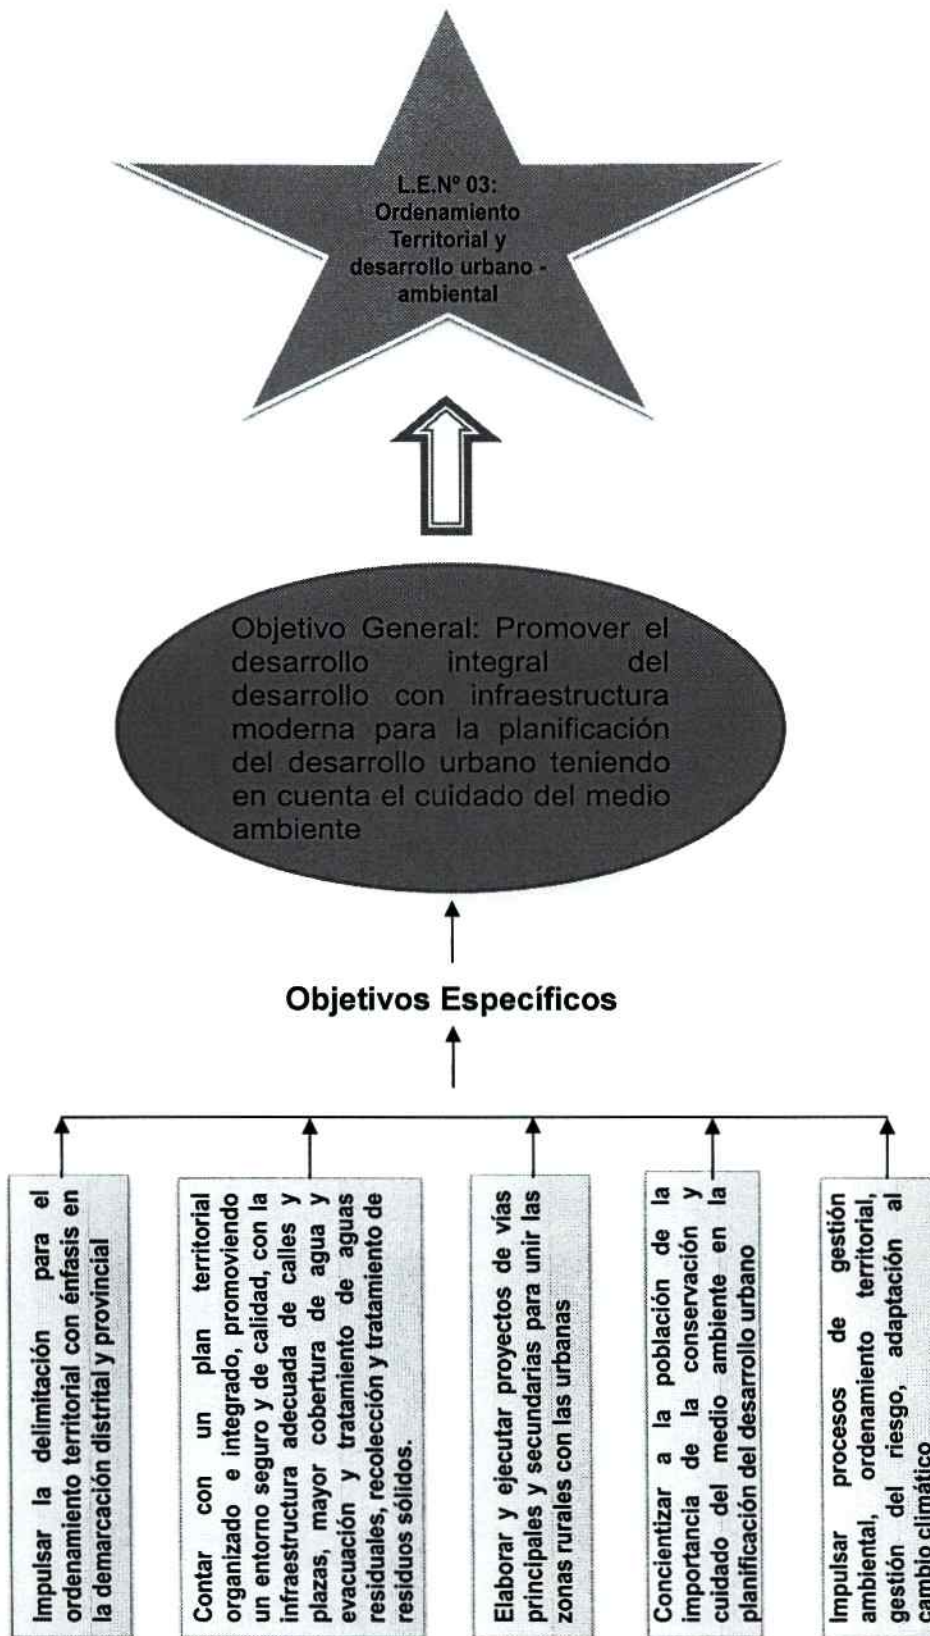 L.E.Nº 03:
Ordenamiento
Territorial y
desarrollo urbano -
ambiental
Objetivo General: Promover el
desarrollo integral del
desarrollo con infraestructura
moderna para la planificación
del desarrollo urbano teniendo
en cuenta el cuidado del medio
ambiente
Objetivos Específicos
Impulsar la delimitación para el
ordenamiento territorial con énfasis en
la demarcación distrital y provincial
Contar con un plan territorial
organizado e integrado, promoviendo
un entorno seguro y de calidad, con la
infraestructura adecuada de calles y
plazas, mayor cobertura de agua y
evacuación y tratamiento de aguas
residuales, recolección y tratamiento de
residuos sólidos.
Elaborar y ejecutar proyectos de vías
principales y secundarias para unir las
zonas rurales con las urbanas
Concientizar a la población de la
importancia de la conservación y
cuidado del medio ambiente en la
planificación del desarrollo urbano
Impulsar procesos de gestión
ambiental, ordenamiento territorial,
gestión del riesgo, adaptación al
cambio climático